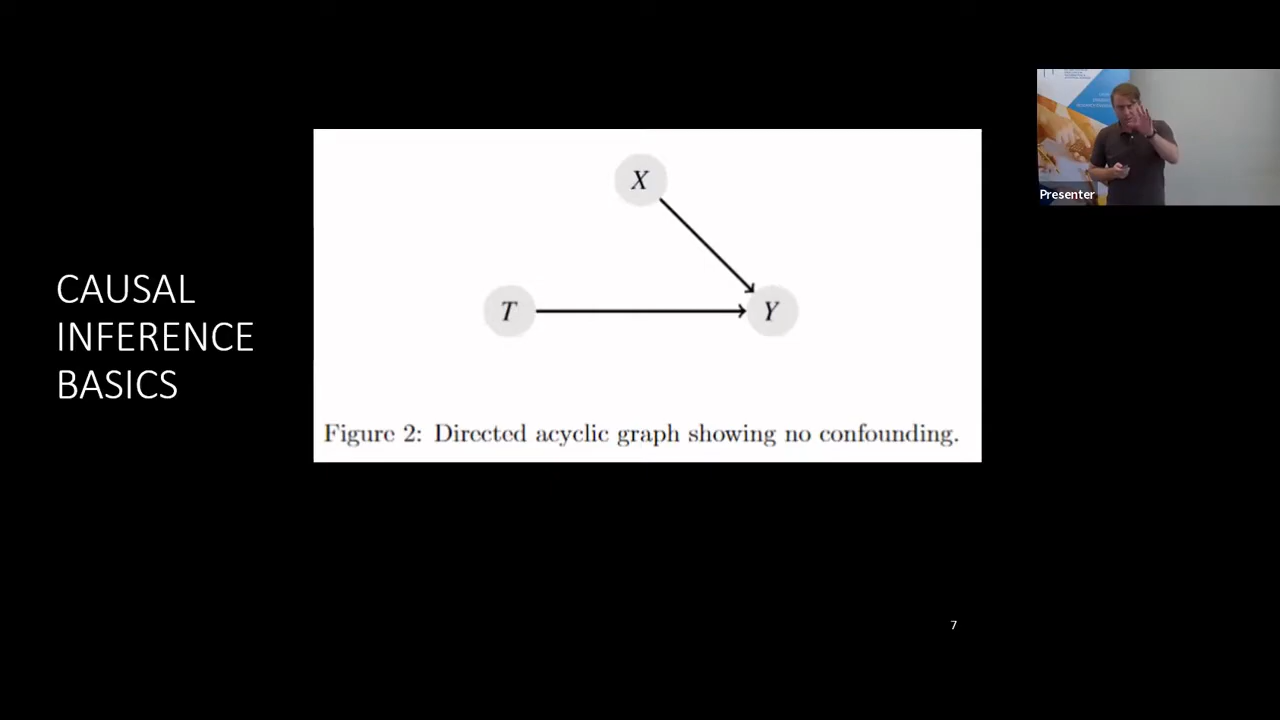 CAUSAL
INFERENCE
BASICS
X
T
Y
Figure 2: Directed acyclic graph showing no confounding.
7
Presenter